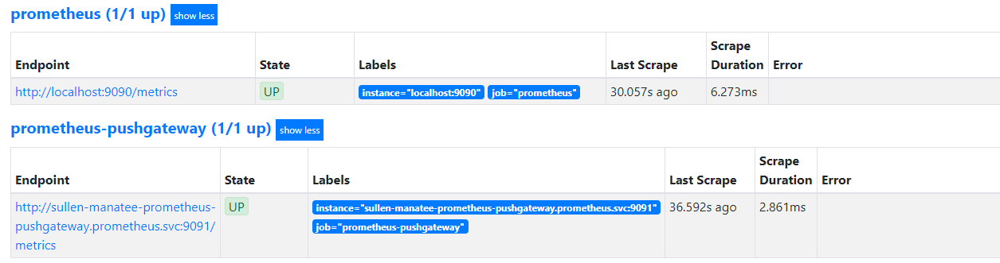 prometheus (1/1 up) show less
Endpoint State Labels Last Scrape Scrape Duration Error
http://localhost:9090/metrics UP instance="localhost:9090" job="prometheus" 30.057s ago 6.273ms
prometheus-pushgateway (1/1 up) show less
Endpoint State Labels Last Scrape Scrape Duration Error
http://sullen-manatee-prometheus- UP instance="sullen-manatee-prometheus-pushgateway.prometheus.svc:9091" 36.592s ago 2.861ms
pushgateway.prometheus.svc:9091/ job="prometheus-pushgateway"
metrics